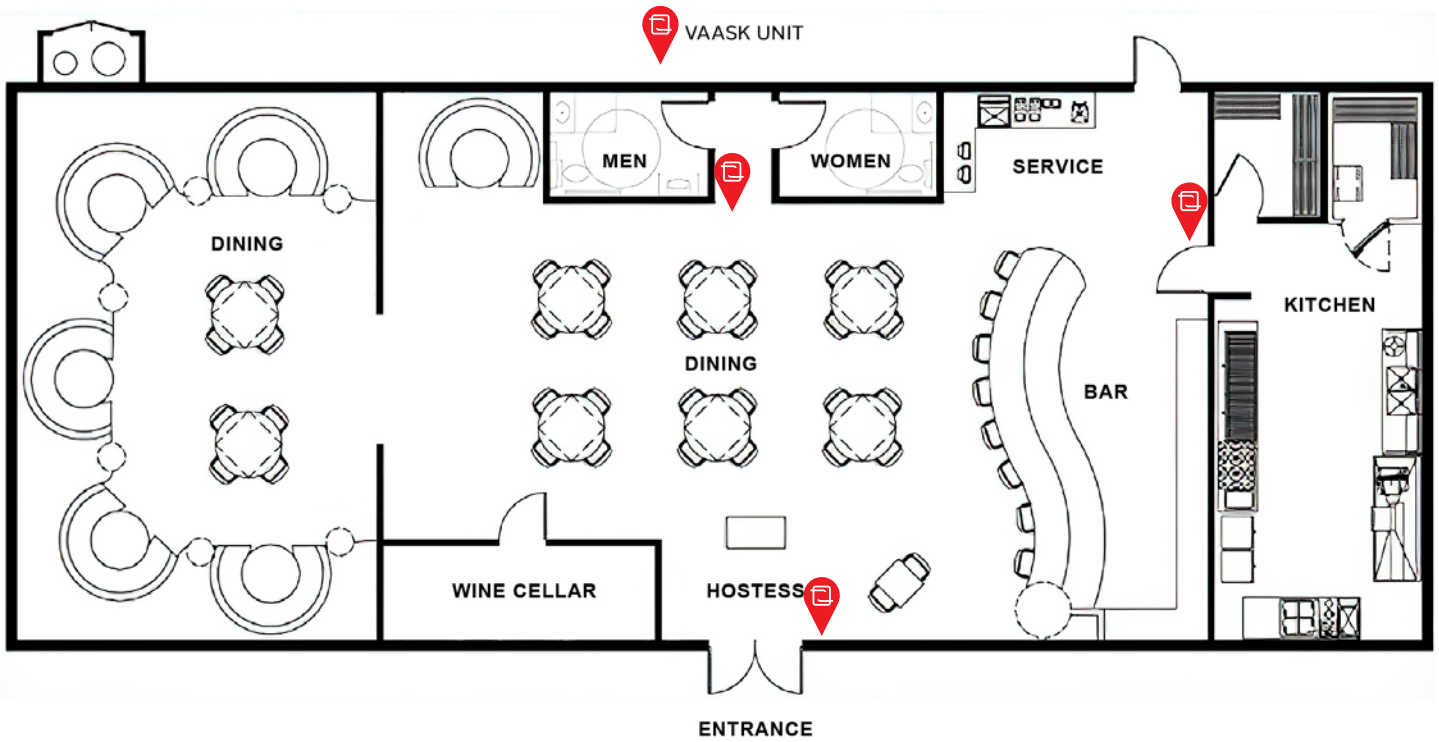 VAASK UNIT
MEN
WOMEN
SERVICE
DINING
KITCHEN
DINING
BAR
WINE CELLAR
HOSTESS
ENTRANCE